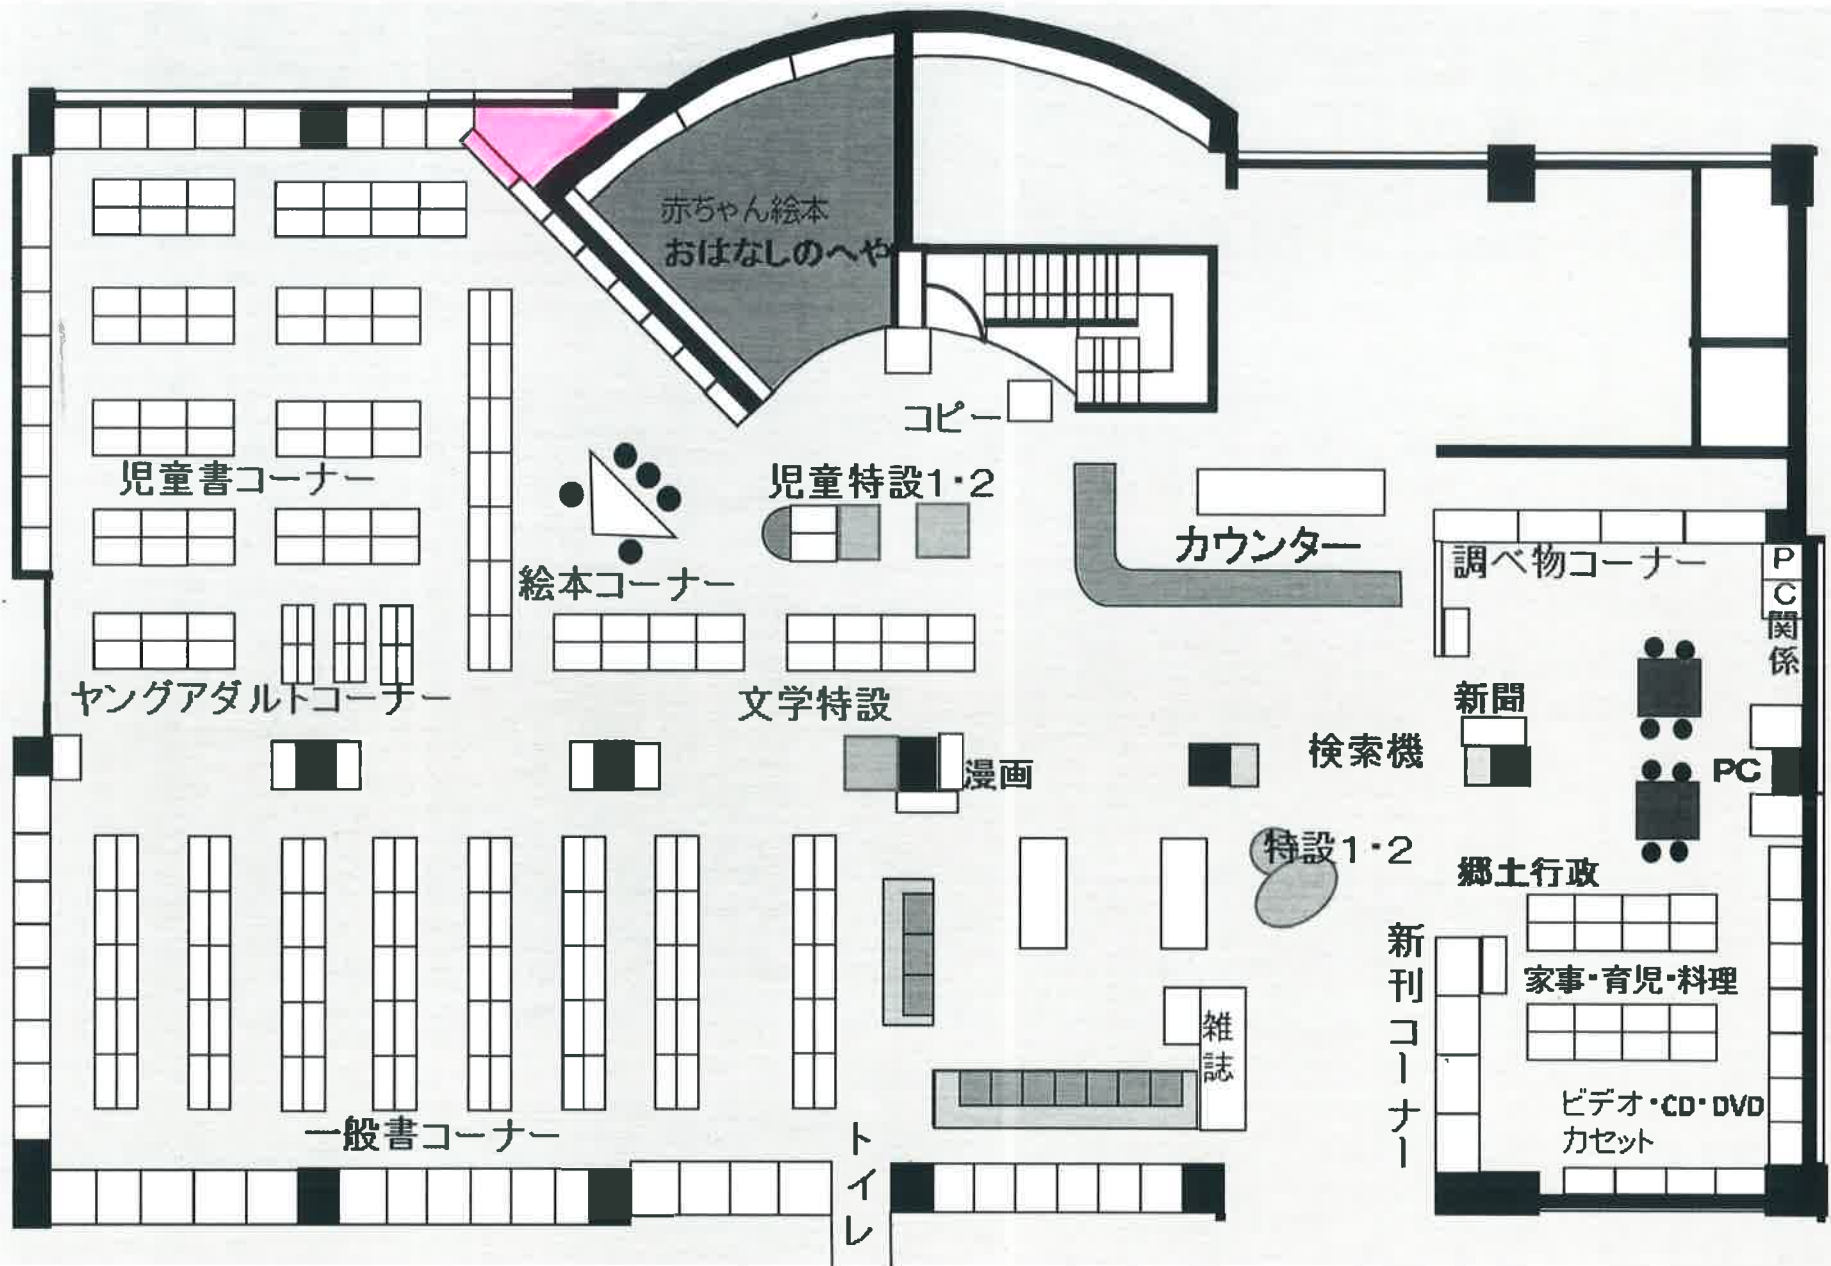 赤ちゃん絵本
おはなしのへや
コピー
児童書コーナー
児童特設1・2
カウンター
調べ物コーナー
PC関係
絵本コーナー
ヤングアダルトコーナー
文学特設
新聞
検索機
漫画
PC
特設1・2
郷土行政
新刊コーナー
家事・育児・料理
雑誌
ビデオ・CD・DVD
カセット
一般書コーナー
トイレ